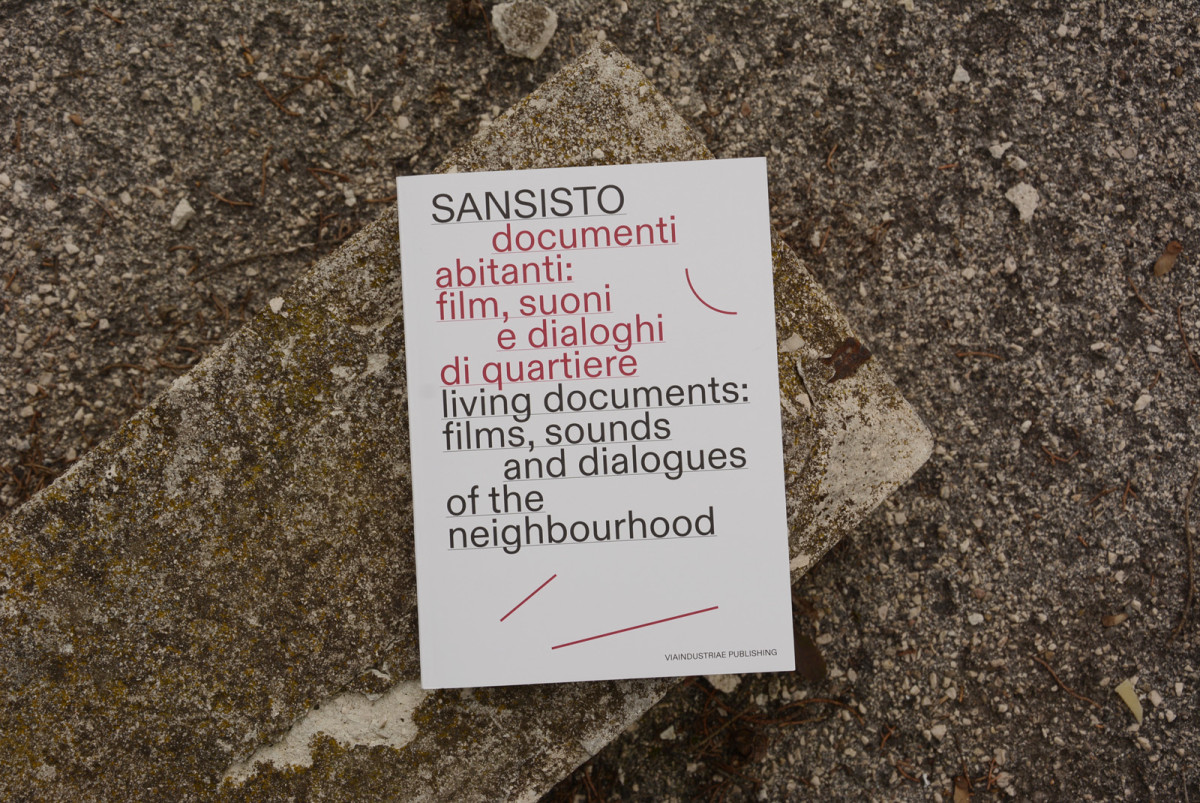 SANSISTO
documenti
abitanti:
film, suoni
e dialoghi
di quartiere
living documents:
films, sounds
and dialogues
of the
neighbourhood
VIAINDUSTRIAE PUBLISHING